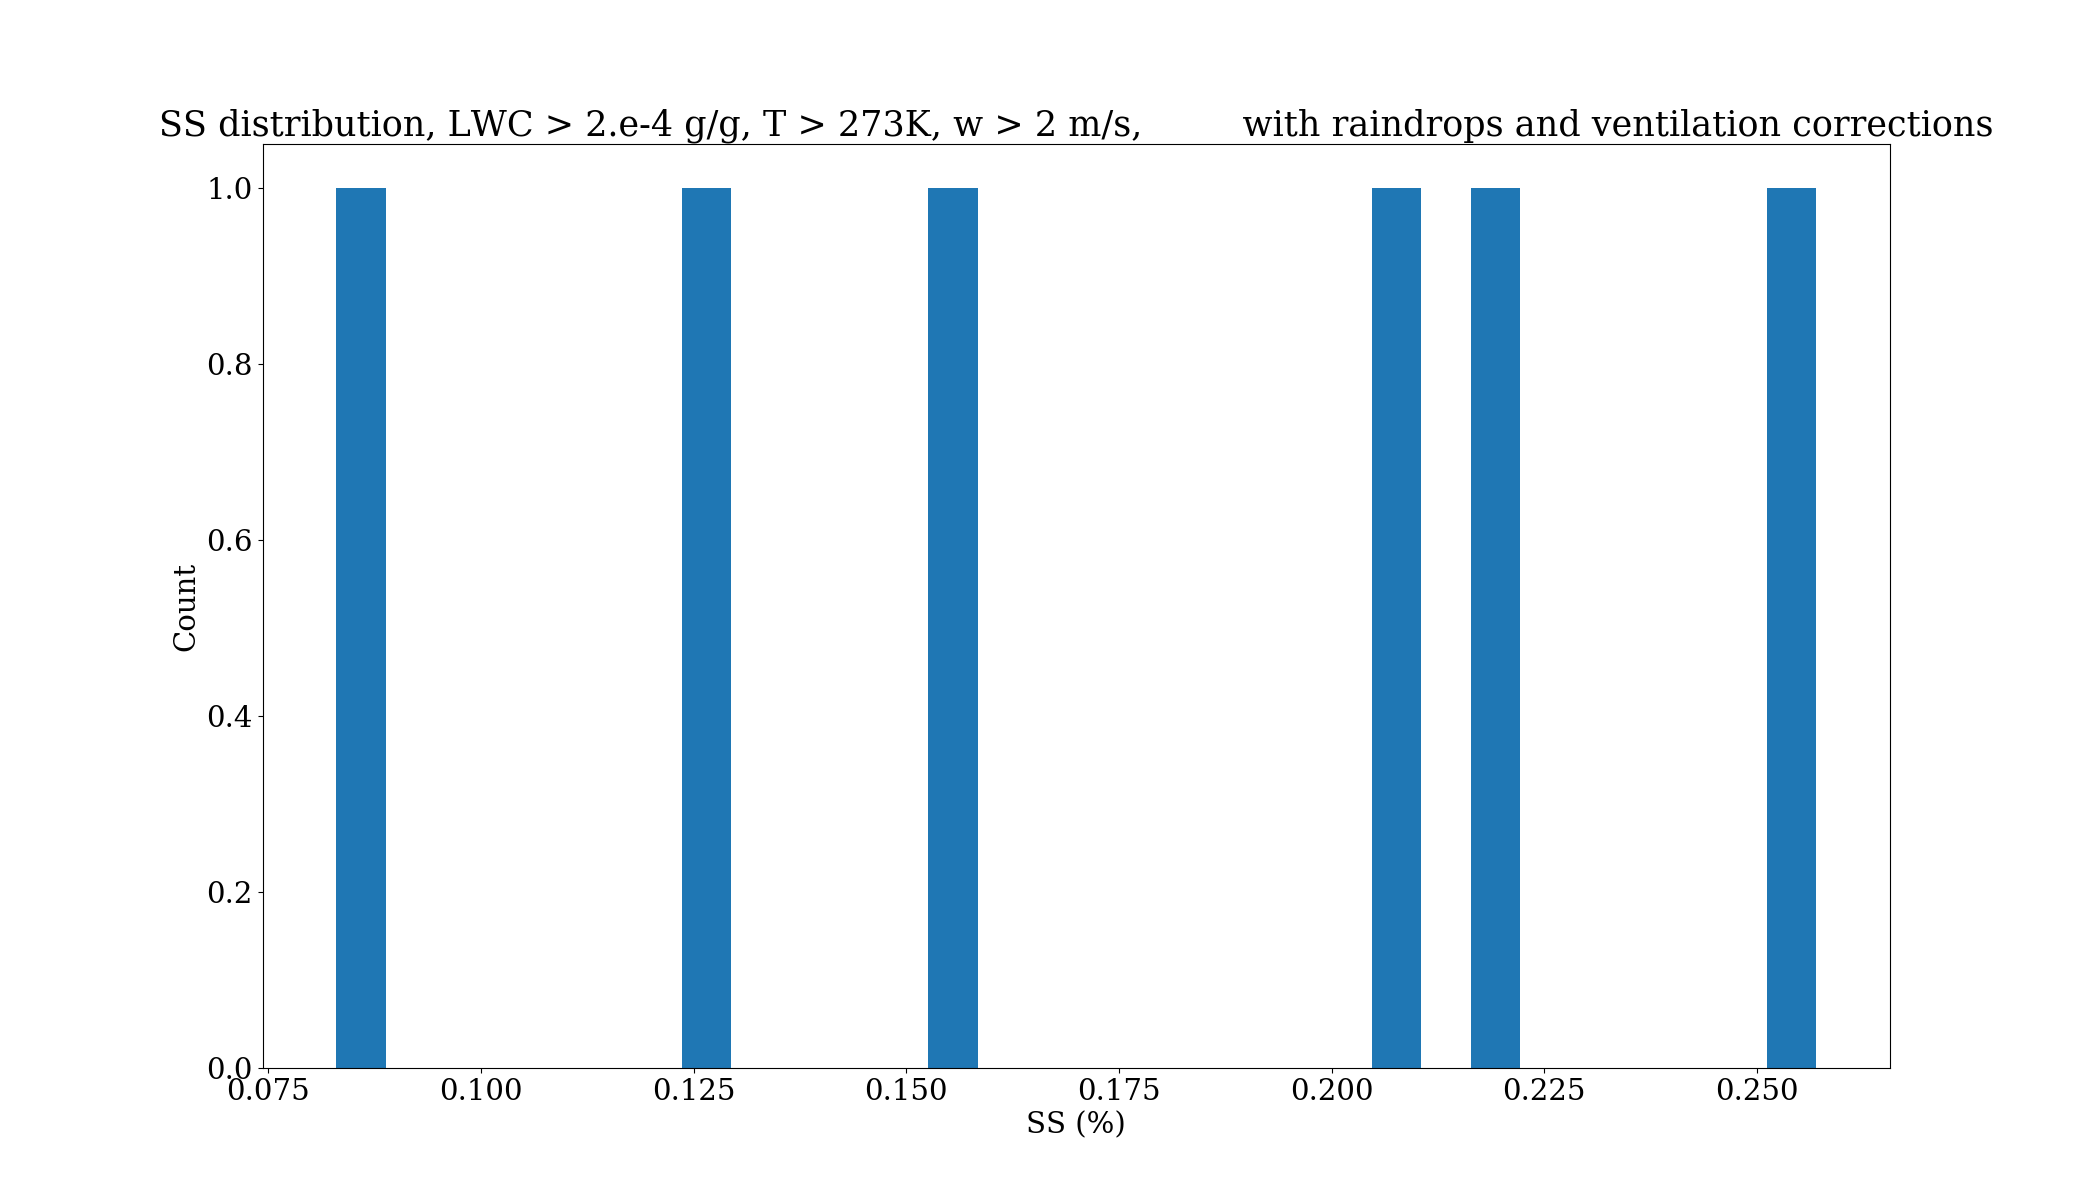 SS distribution, LWC > 2.e-4 g/g, T > 273K, w > 2 m/s, with raindrops and ventilation corrections
1.0
0.8
0.6
0.4
0.2
0.0
Count
0.075 0.100 0.125 0.150 0.175 0.200 0.225 0.250
SS (%)